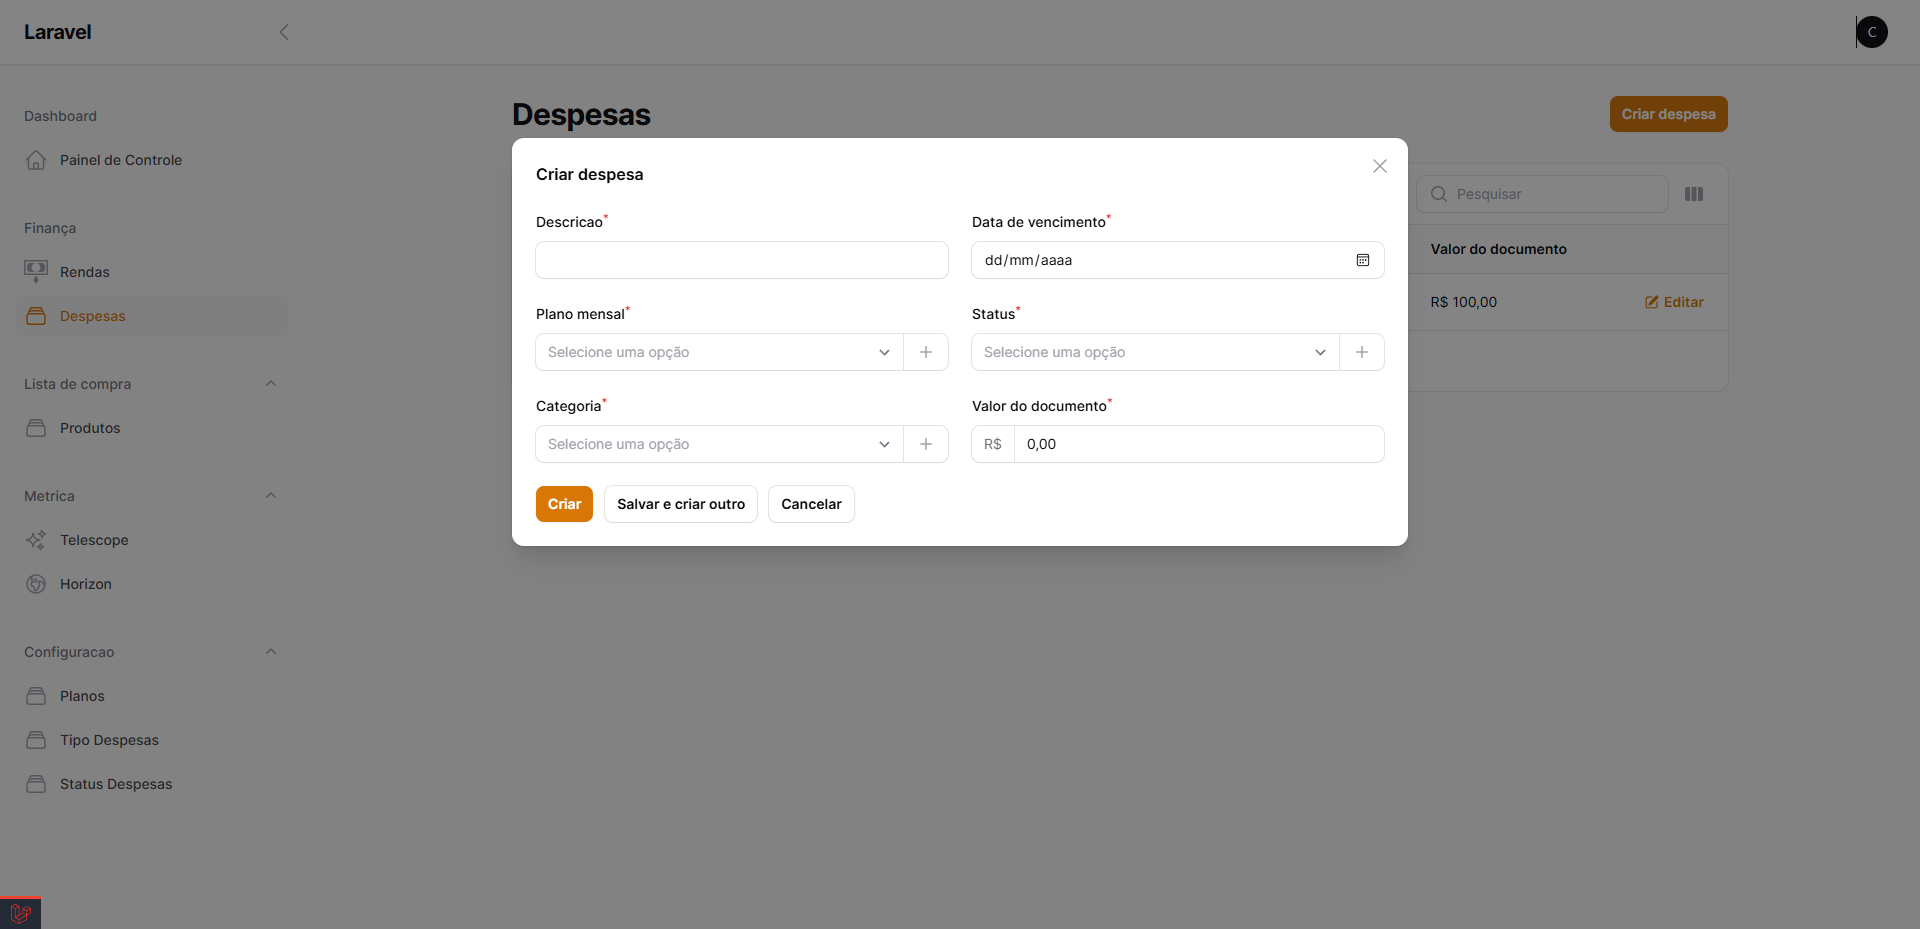 Laravel
C
Dashboard
Painel de Controle
Finança
Rendas
Despesas
Lista de compra
Produtos
Metrica
Telescope
Horizon
Configuracao
Planos
Tipo Despesas
Status Despesas
Despesas
Criar despesa
Pesquisar
Valor do documento
R$ 100,00
Editar
Criar despesa
Descricao*
Data de vencimento*
dd/mm/aaaa
Plano mensal*
Status*
Selecione uma opção
Selecione uma opção
Categoria*
Valor do documento*
Selecione uma opção
R$ 0,00
Criar
Salvar e criar outro
Cancelar